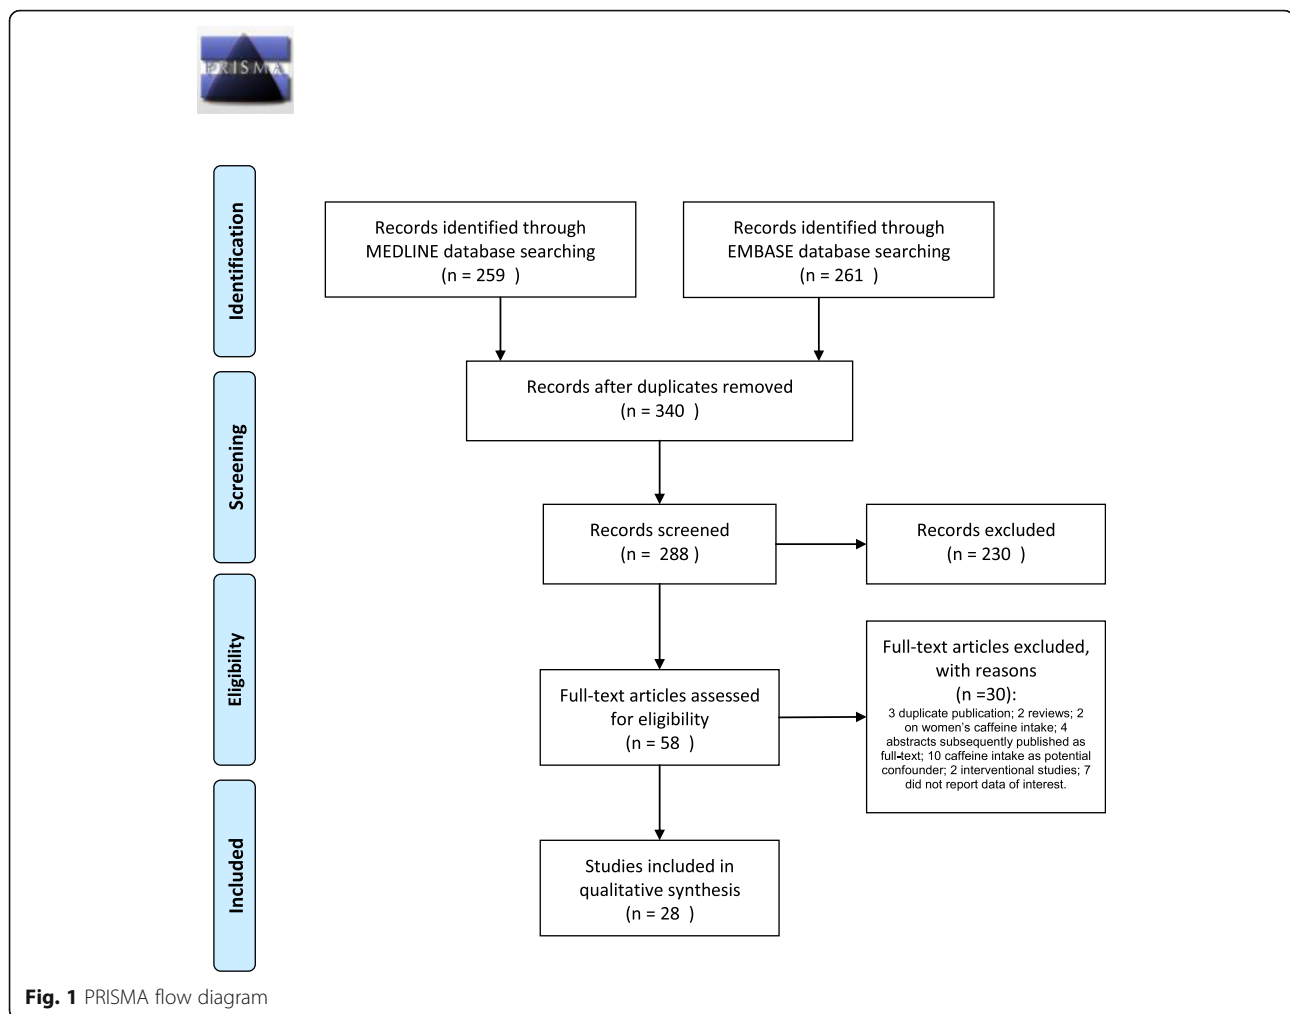 PRISMA
Identification
Records identified through
MEDLINE database searching
(n = 259  )
Records identified through
EMBASE database searching
(n = 261  )
Records after duplicates removed
(n = 340  )
Screening
Records screened
(n =  288 )
Records excluded
(n = 230  )
Eligibility
Full-text articles assessed
for eligibility
(n = 58  )
Full-text articles excluded,
with reasons
(n =30):
3 duplicate publication; 2 reviews; 2
on women's caffeine intake; 4
abstracts subsequently published as
full-text; 10 caffeine intake as potential
confounder; 2 interventional studies; 7
did not report data of interest.
Included
Studies included in
qualitative synthesis
(n = 28  )
Fig. 1 PRISMA flow diagram